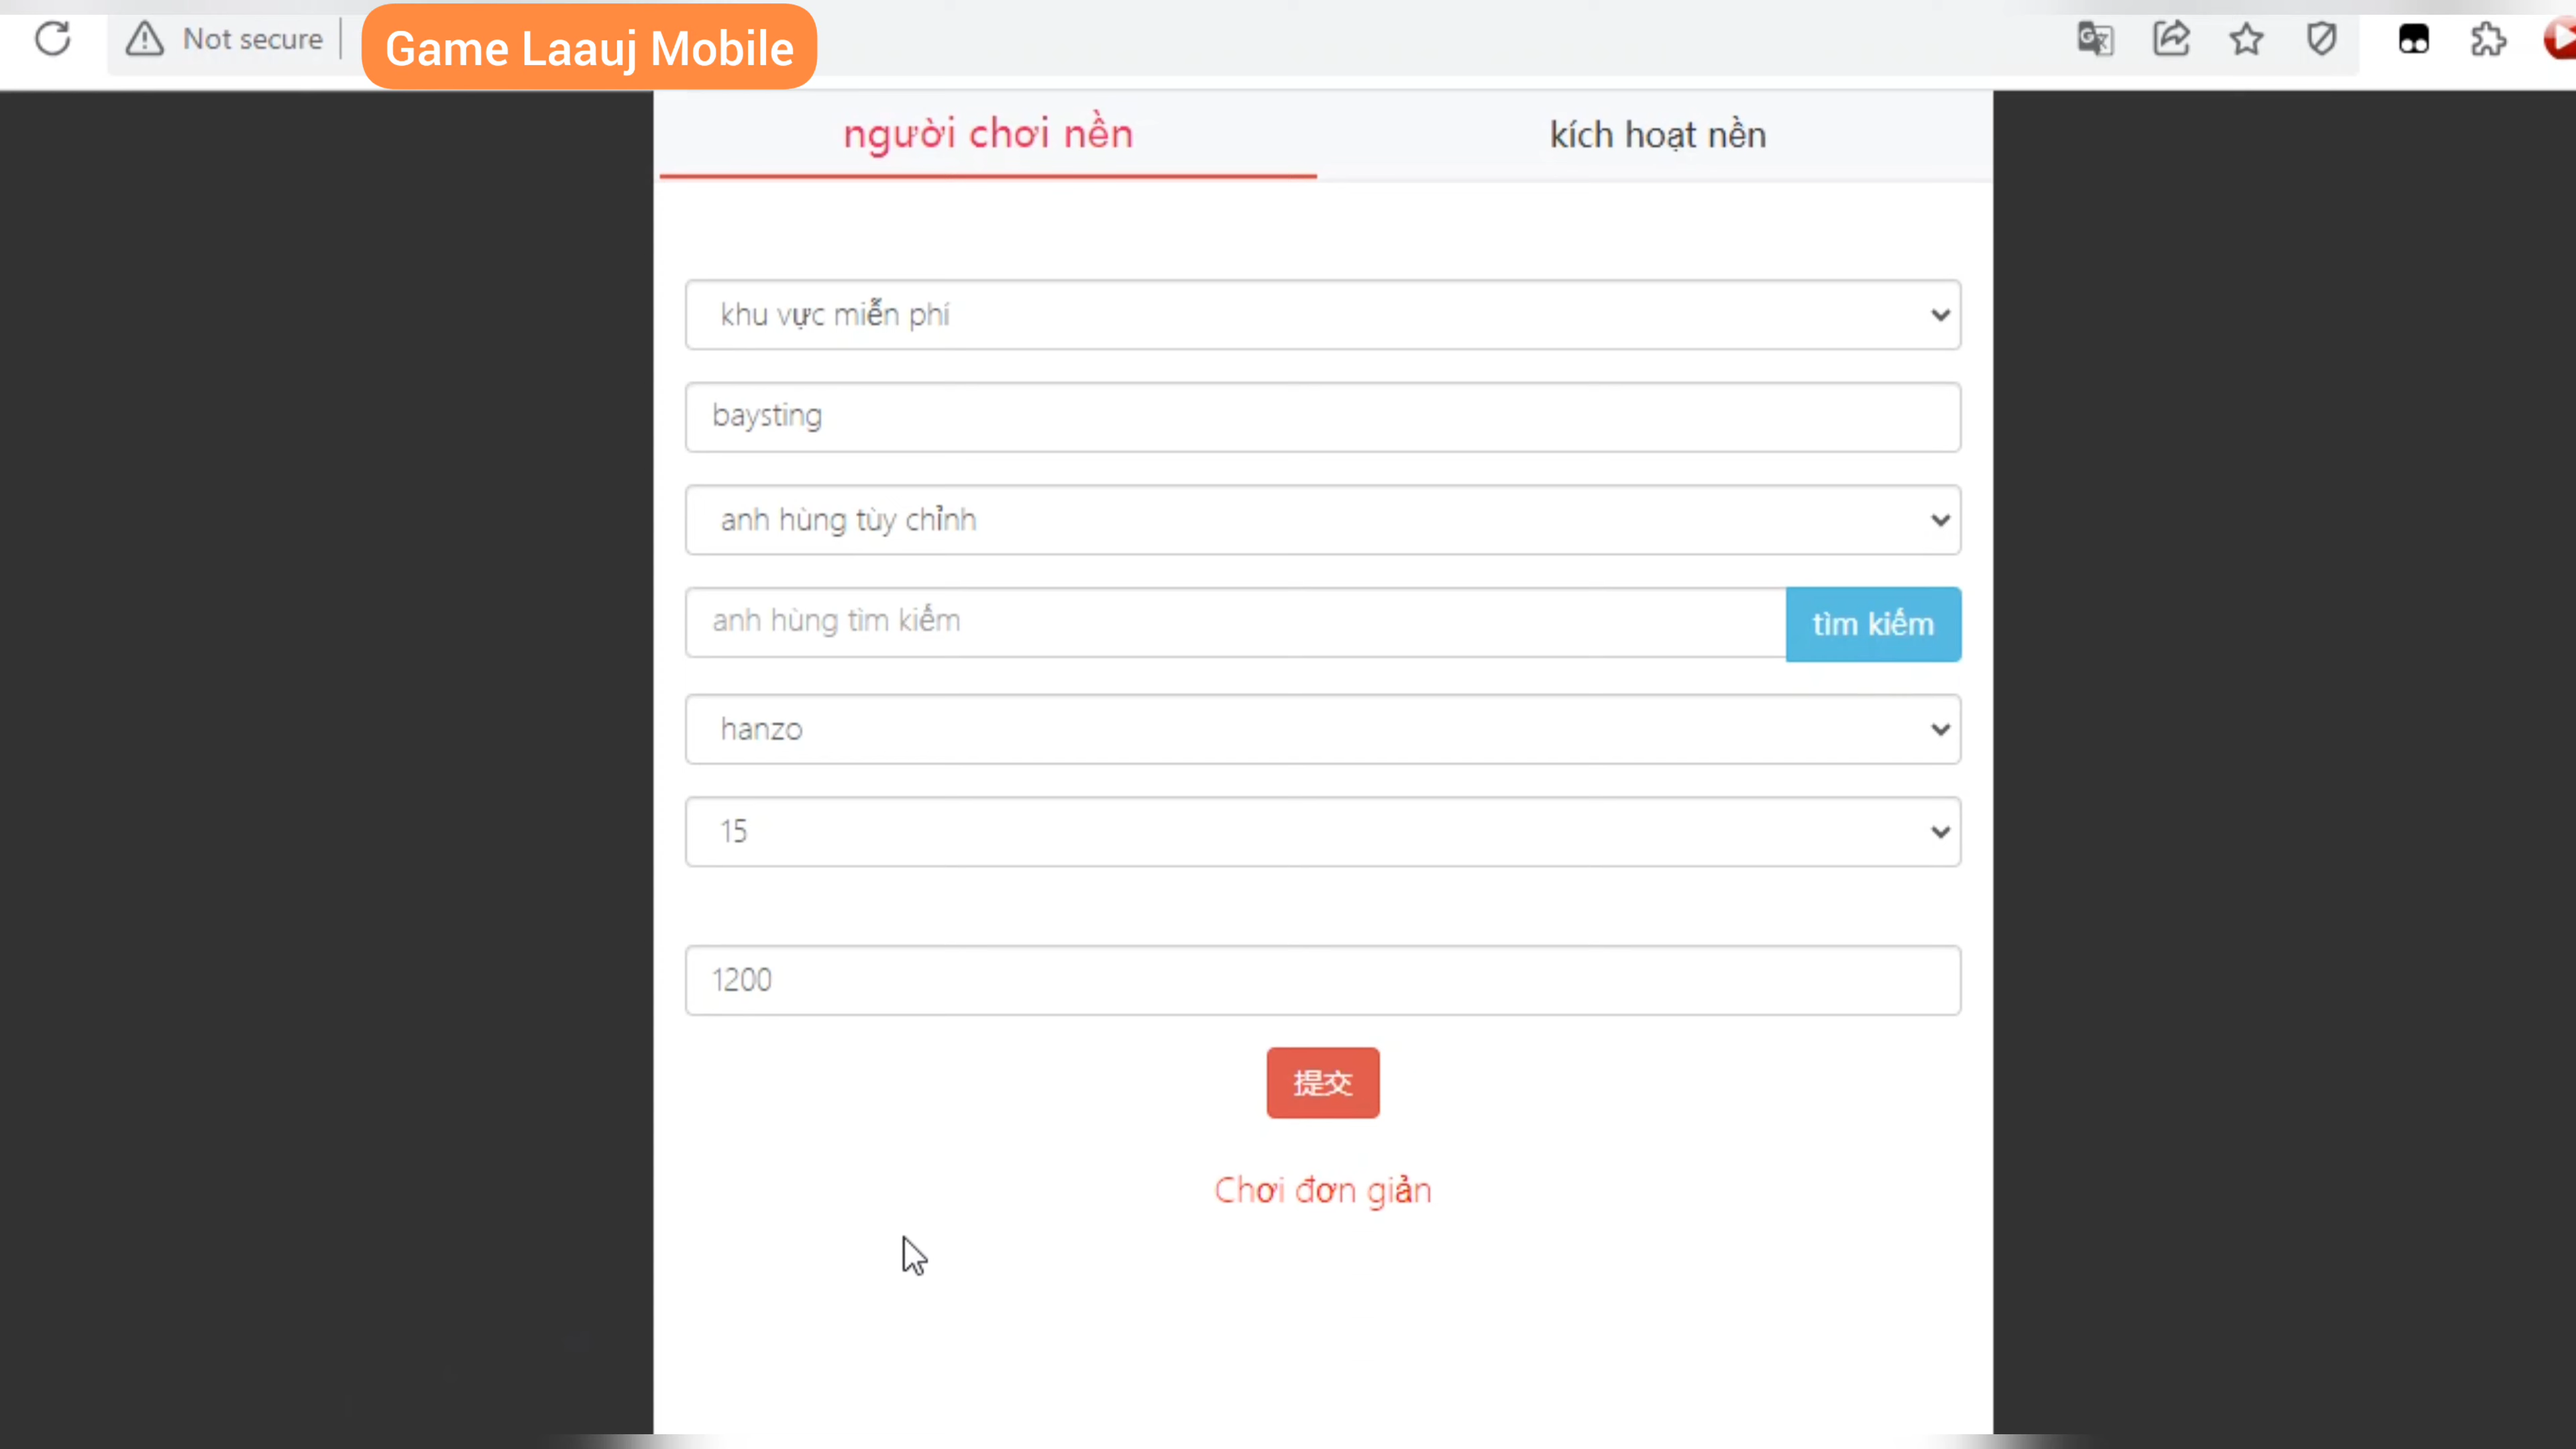 Not secure
Game Laauj Mobile
người chơi nền
kích hoạt nền
khu vực miễn phí
baysting
anh hùng tùy chỉnh
anh hùng tìm kiếm
tìm kiếm
hanzo
15
1200
提交
Chơi đơn giản